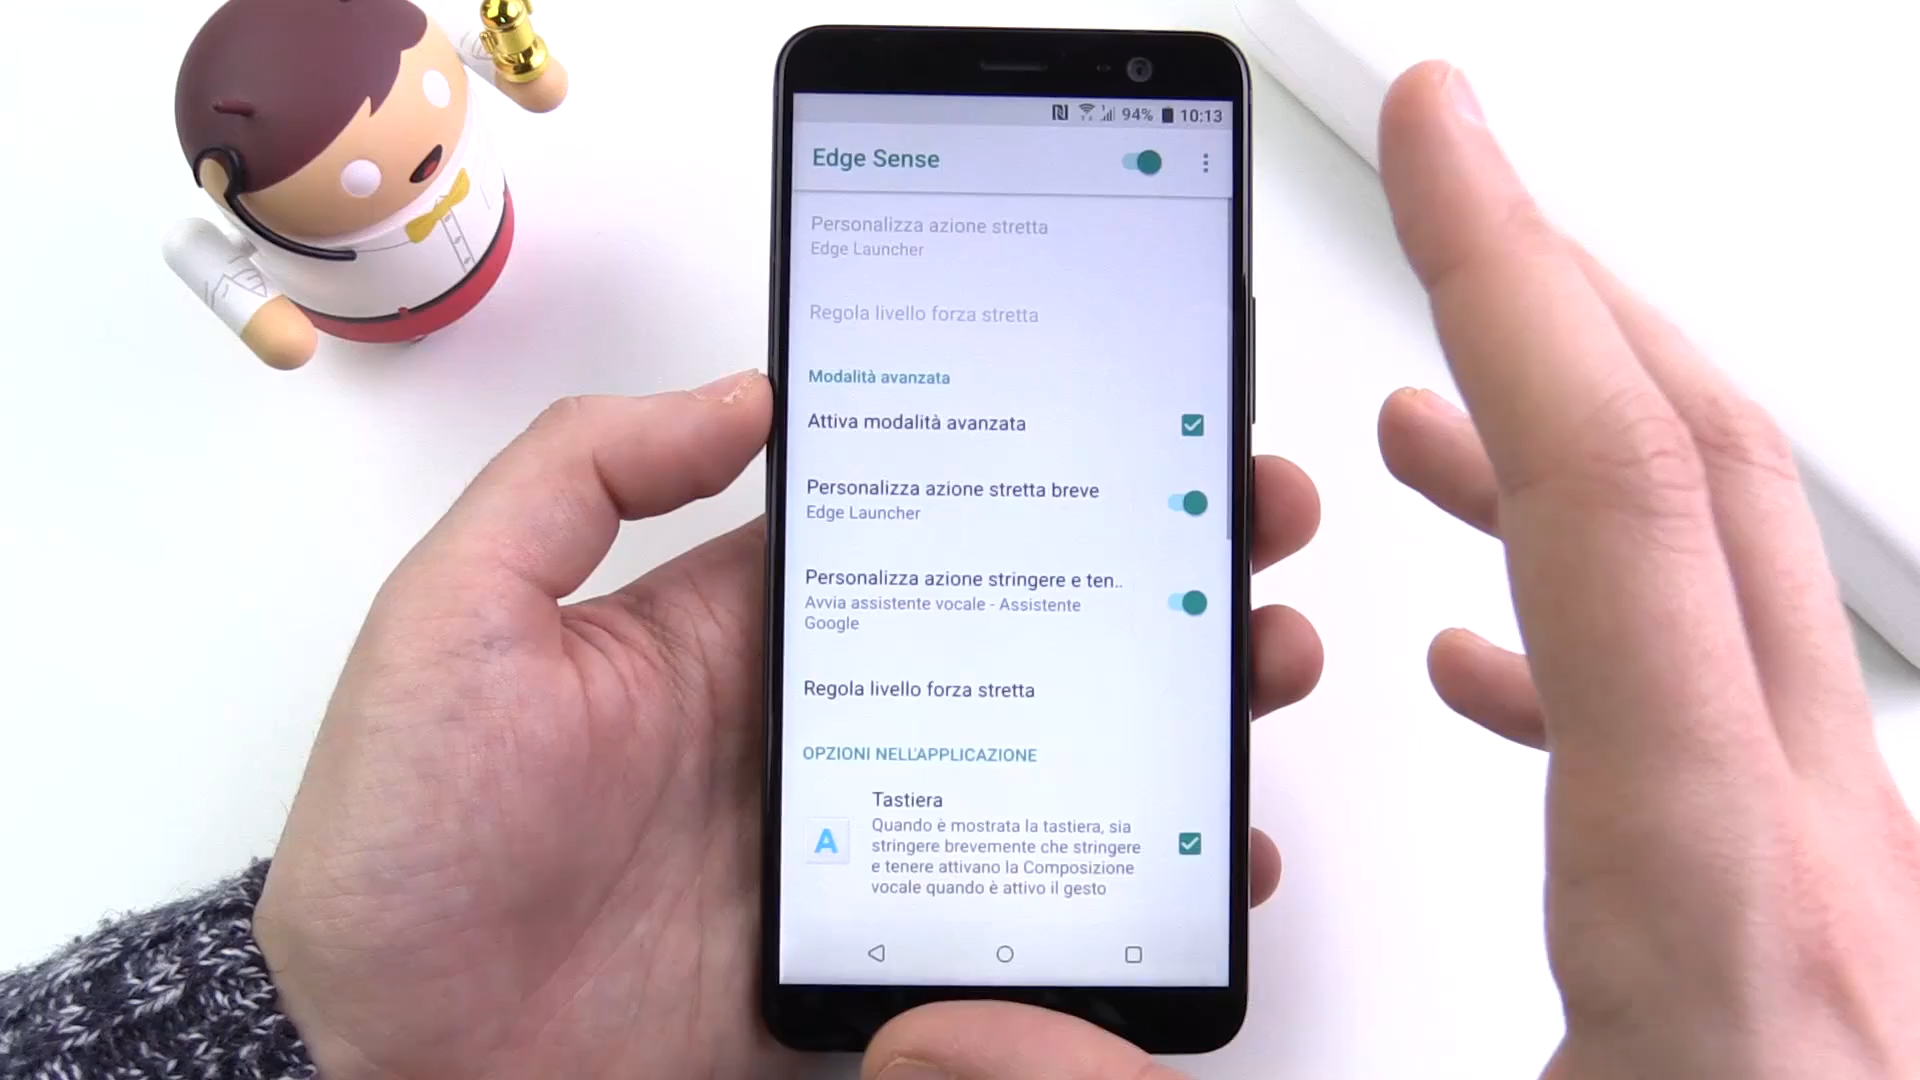 94% 10:13
Edge Sense
Personalizza azione stretta
Edge Launcher
Regola livello forza stretta
Modalità avanzata
Attiva modalità avanzata
Personalizza azione stretta breve
Edge Launcher
Personalizza azione stringere e ten..
Avvia assistente vocale - Assistente
Google
Regola livello forza stretta
OPZIONI NELL'APPLICAZIONE
Tastiera
A
Quando è mostrata la tastiera, sia
stringere brevemente che stringere
e tenere attivano la Composizione
vocale quando è attivo il gesto